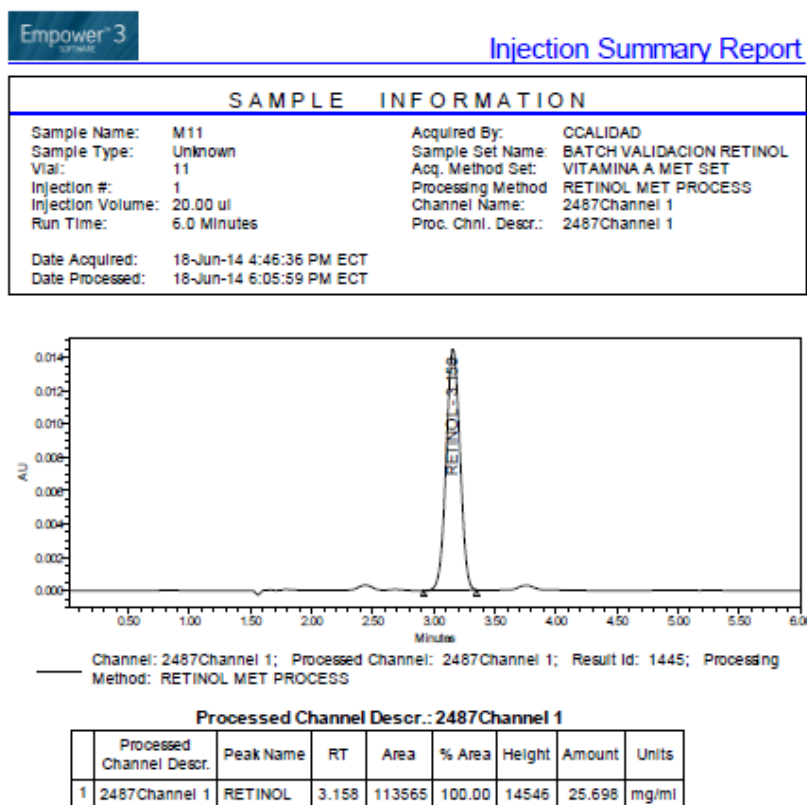 Empower™3
SOFTWARE
Injection Summary Report
SAMPLE INFORMATION
Sample Name: M11
Sample Type: Unknown
Vial: 11
Injection #: 1
Injection Volume: 20.00 ul
Run Time: 6.0 Minutes
Date Acquired: 18-Jun-14 4:46:36 PM ECT
Date Processed: 18-Jun-14 6:05:59 PM ECT
Acquired By: CCALIDAD
Sample Set Name: BATCH VALIDACION RETINOL
Acq. Method Set: VITAMINA A MET SET
Processing Method RETINOL MET PROCESS
Channel Name: 2487Channel 1
Proc. Chnl. Descr.: 2487Channel 1
AU
0.014
0.012
0.010
0.008
0.006
0.004
0.002
0.000
RETINOL - 3.158
0.50 1.00 1.50 2.00 2.50 3.00 3.50 4.00 4.50 5.00 5.50 6.00
Minutes
Channel: 2487Channel 1; Processed Channel: 2487Channel 1; Result Id: 1445; Processing
Method: RETINOL MET PROCESS
Processed Channel Descr.: 2487Channel 1
Processed Channel Descr. Peak Name RT Area % Area Height Amount Units
1 2487Channel 1 RETINOL 3.158 113565 100.00 14546 25.698 mg/ml